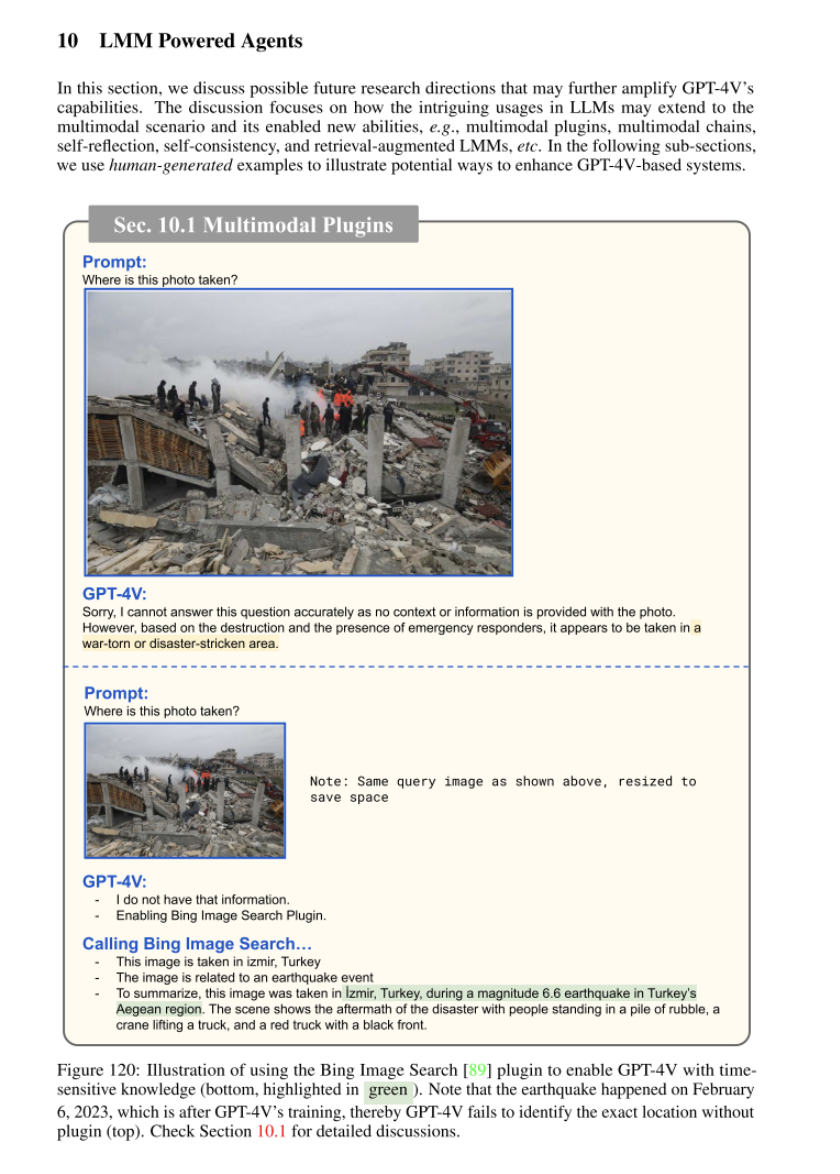 10 LMM Powered Agents
In this section, we discuss possible future research directions that may further amplify GPT-4V's
capabilities. The discussion focuses on how the intriguing usages in LLMs may extend to the
multimodal scenario and its enabled new abilities, e.g., multimodal plugins, multimodal chains,
self-reflection, self-consistency, and retrieval-augmented LMMs, etc. In the following sub-sections,
we use human-generated examples to illustrate potential ways to enhance GPT-4V-based systems.
Sec. 10.1 Multimodal Plugins
Prompt:
Where is this photo taken?
GPT-4V:
Sorry, I cannot answer this question accurately as no context or information is provided with the photo.
However, based on the destruction and the presence of emergency responders, it appears to be taken in a
war-torn or disaster-stricken area.
Prompt:
Where is this photo taken?
Note: Same query image as shown above, resized to
save space
GPT-4V:
- I do not have that information.
- Enabling Bing Image Search Plugin.
Calling Bing Image Search…
- This image is taken in izmir, Turkey
- The image is related to an earthquake event
- To summarize, this image was taken in İzmir, Turkey, during a magnitude 6.6 earthquake in Turkey's
Aegean region. The scene shows the aftermath of the disaster with people standing in a pile of rubble, a
crane lifting a truck, and a red truck with a black front.
Figure 120: Illustration of using the Bing Image Search [89] plugin to enable GPT-4V with time-
sensitive knowledge (bottom, highlighted in green ). Note that the earthquake happened on February
6, 2023, which is after GPT-4V's training, thereby GPT-4V fails to identify the exact location without
plugin (top). Check Section 10.1 for detailed discussions.